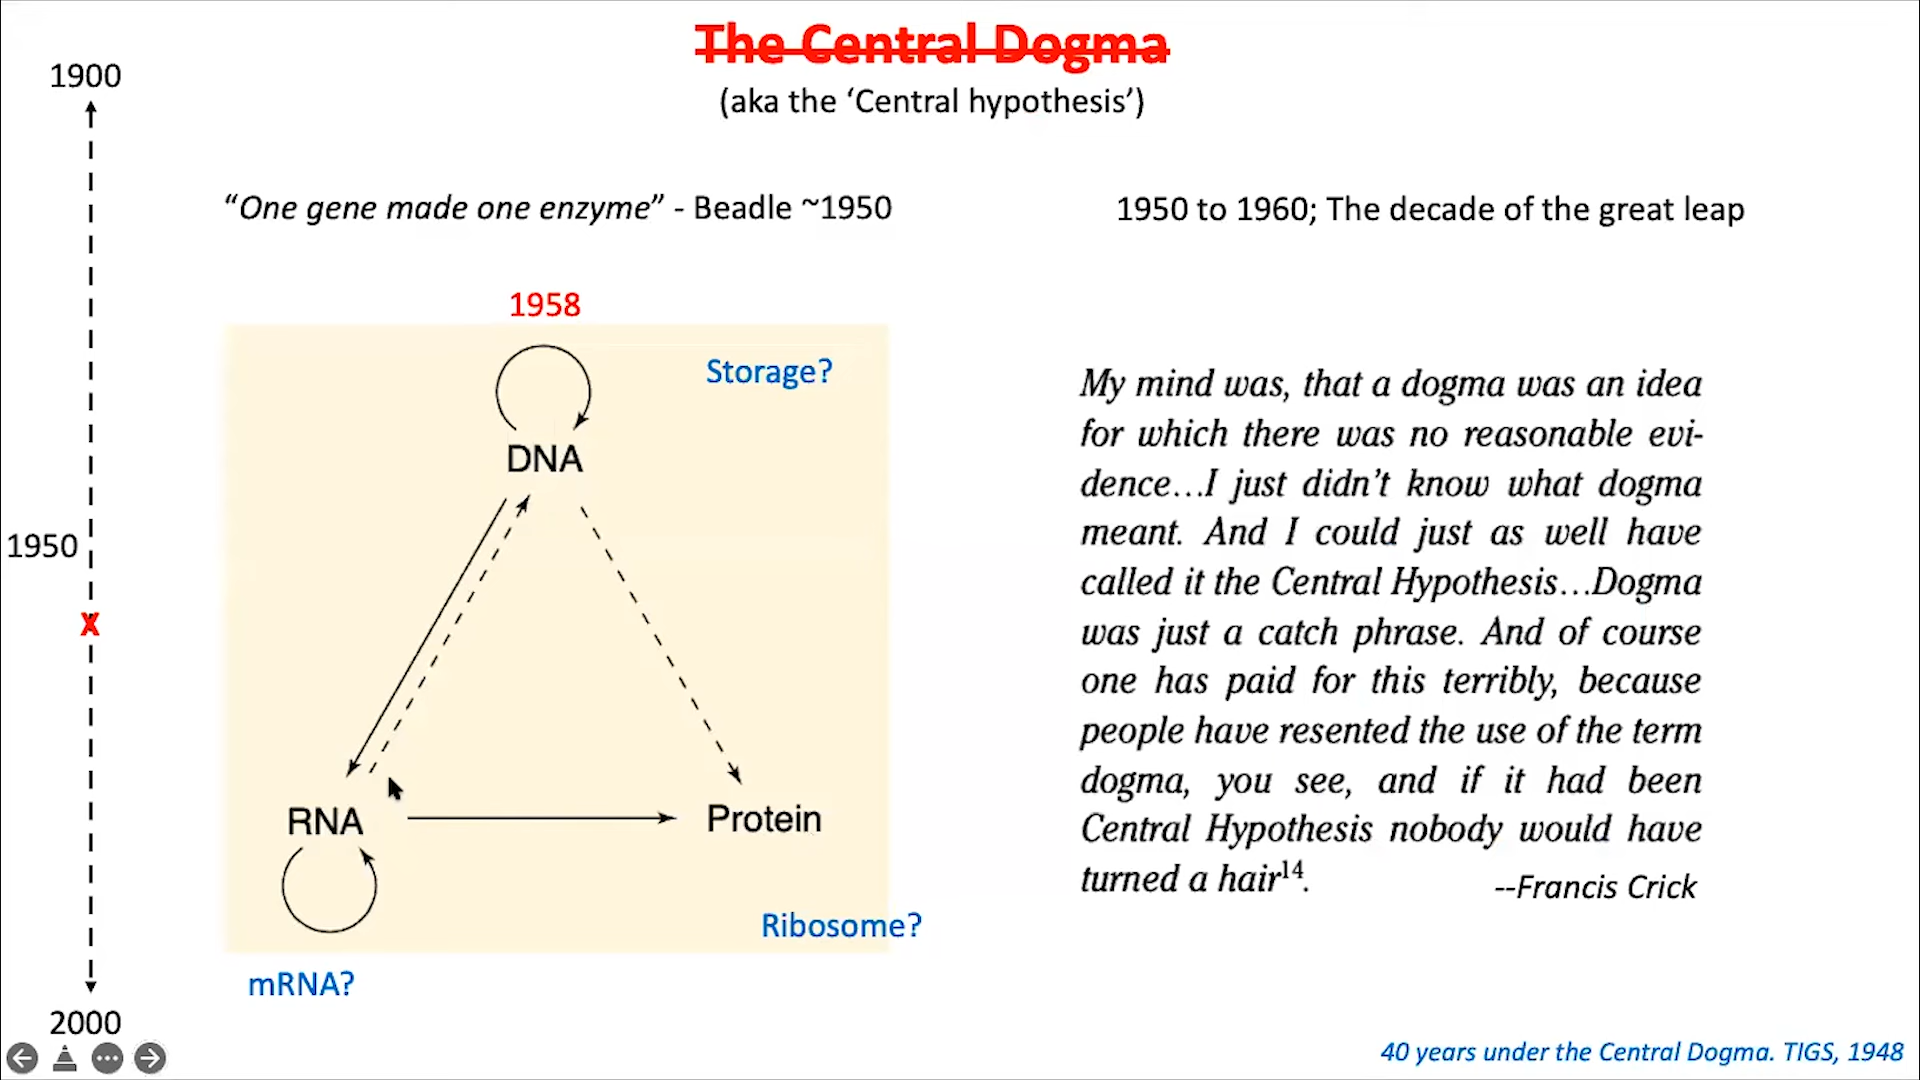 The Central Dogma
(aka the ‘Central hypothesis’)
1900
“One gene made one enzyme” - Beadle ~1950
1950 to 1960; The decade of the great leap
1958
Storage?
DNA
RNA
Protein
Ribosome?
mRNA?
1950
X
2000
My mind was, that a dogma was an idea
for which there was no reasonable evi-
dence...I just didn’t know what dogma
meant. And I could just as well have
called it the Central Hypothesis...Dogma
was just a catch phrase. And of course
one has paid for this terribly, because
people have resented the use of the term
dogma, you see, and if it had been
Central Hypothesis nobody would have
turned a hair¹⁴.
--Francis Crick
40 years under the Central Dogma. TIGS, 1948